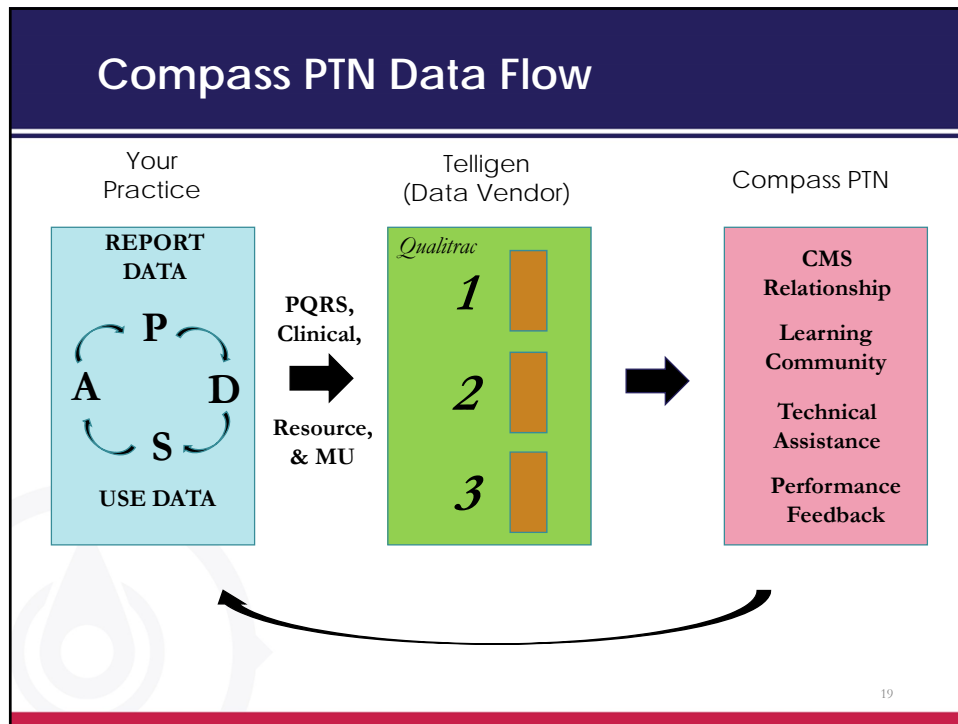 Compass PTN Data Flow
Your
Practice
Telligen
(Data Vendor)
Compass PTN
REPORT
DATA
P
A
D
S
USE DATA
PQRS,
Clinical,
Resource,
& MU
Qualitrac
1
2
3
CMS
Relationship
Learning
Community
Technical
Assistance
Performance
Feedback
19